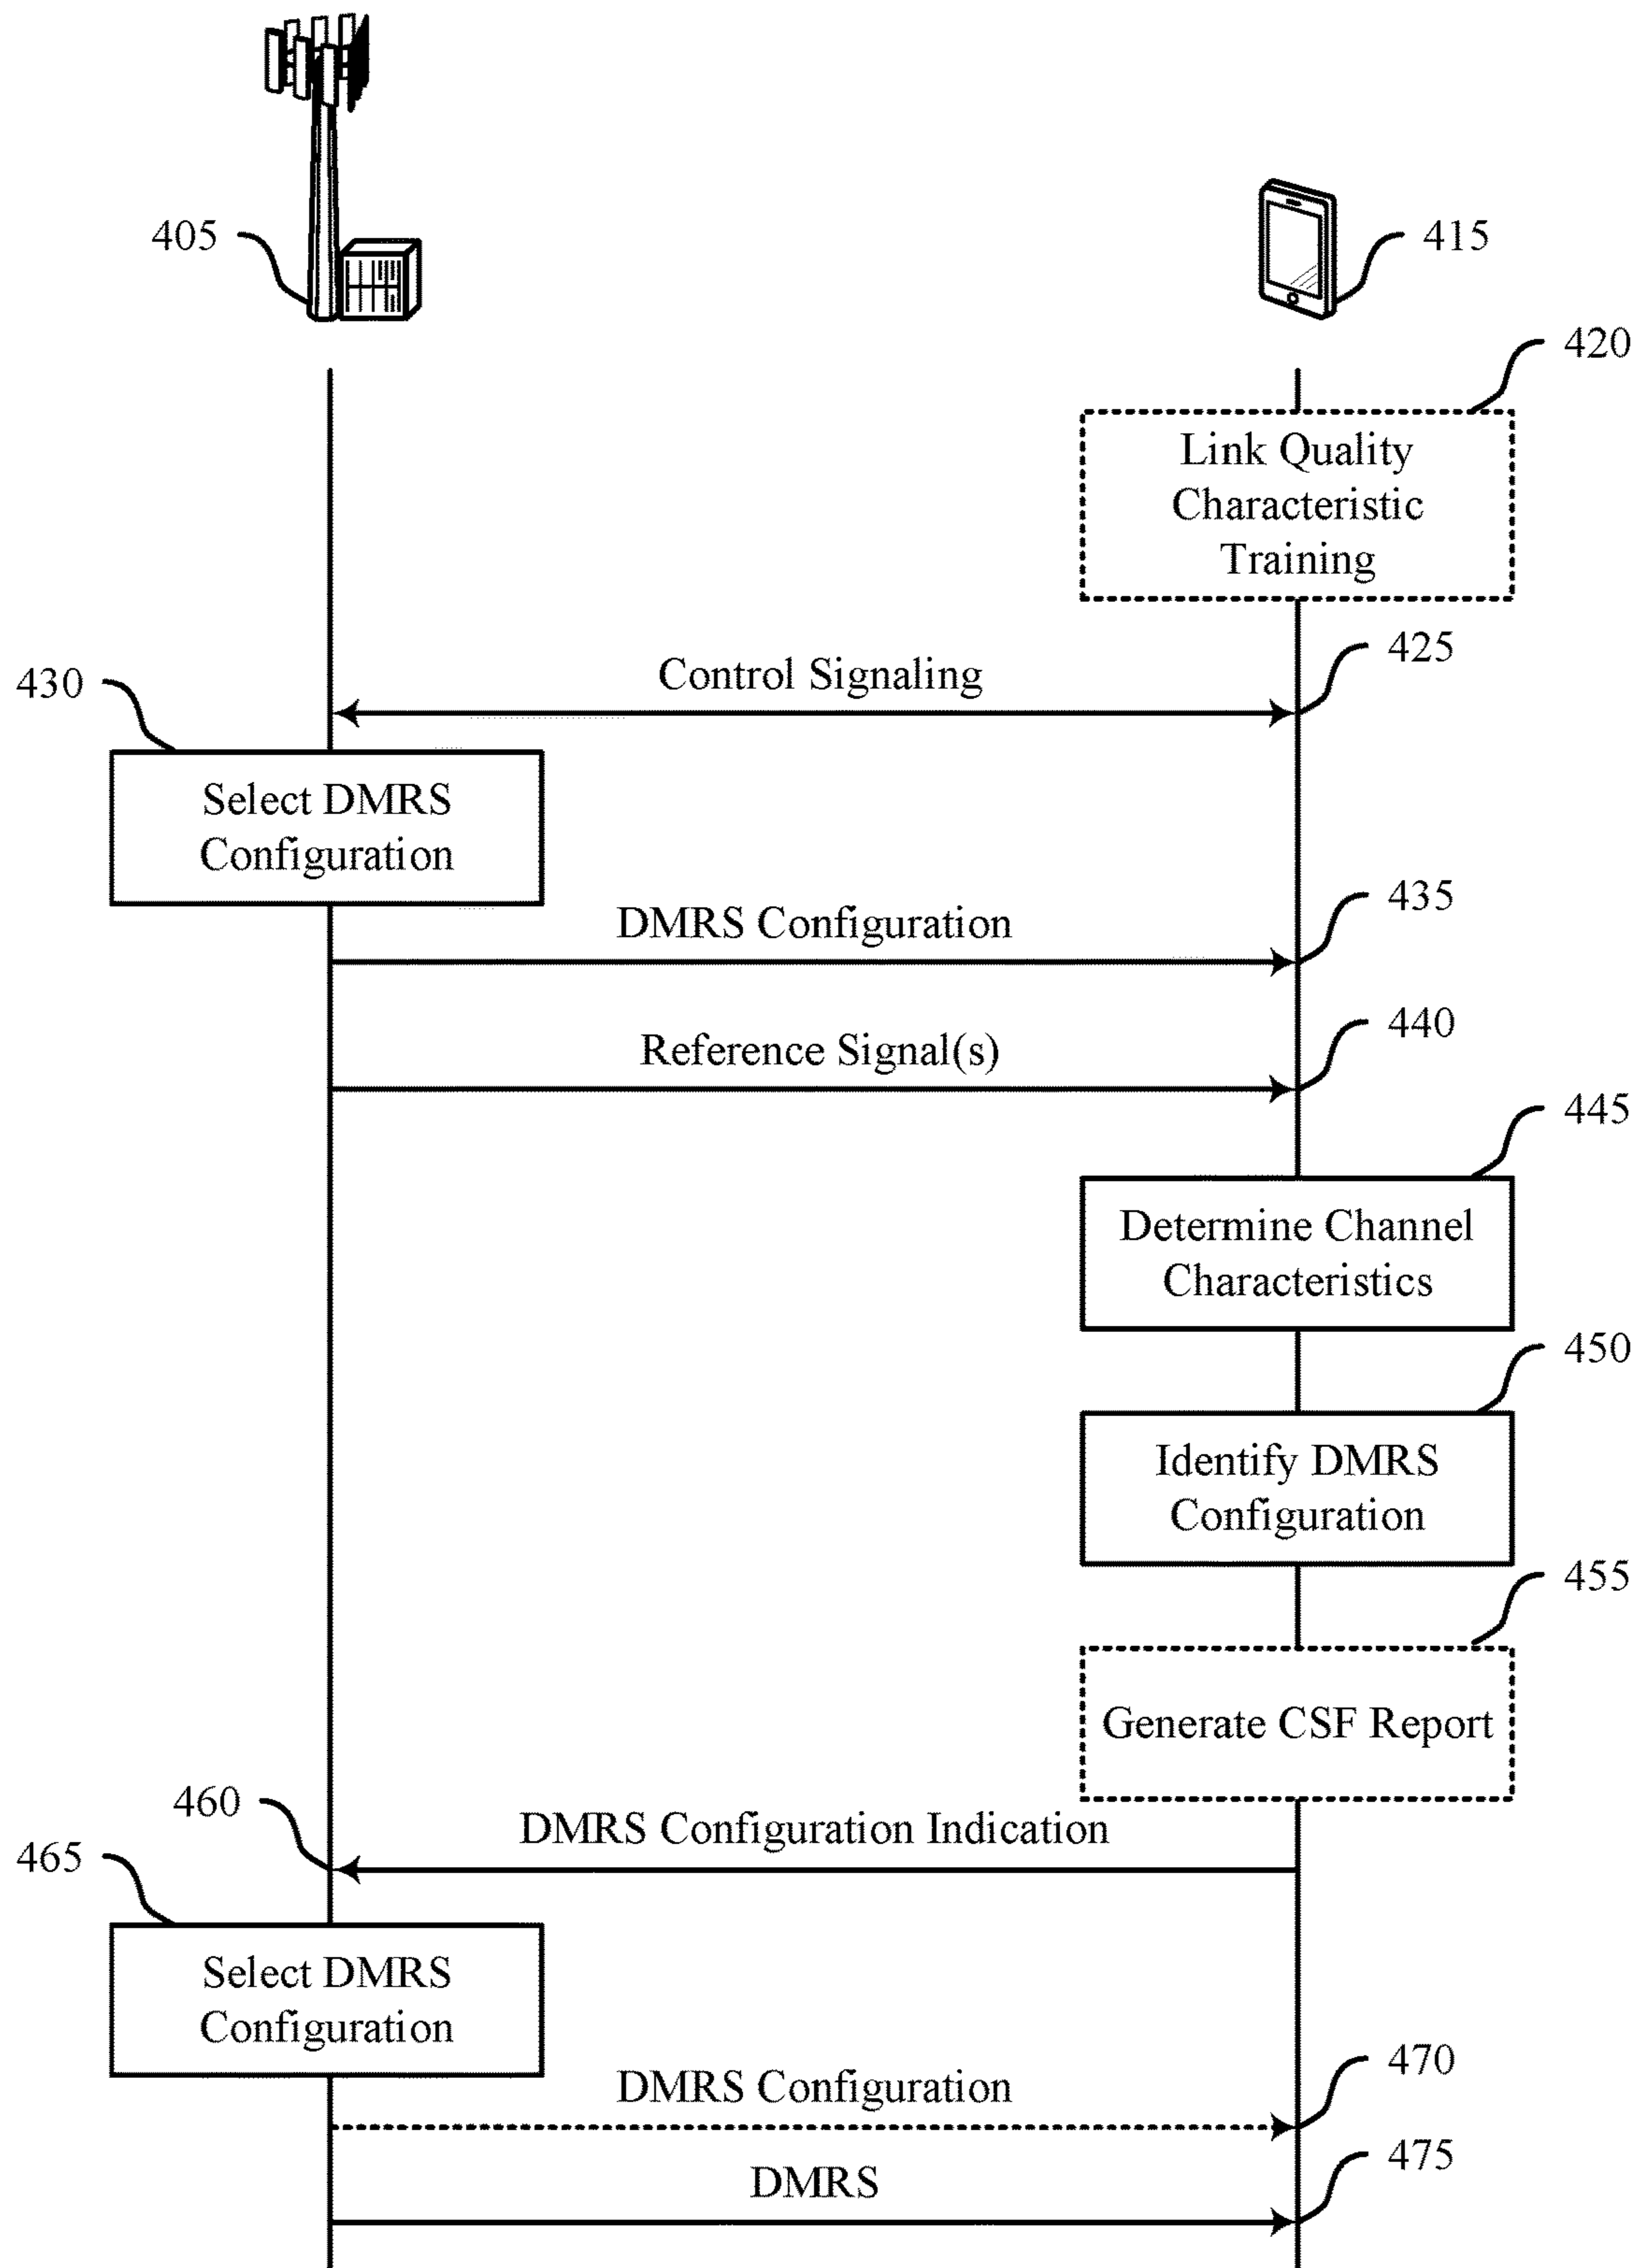 405
415
420
Link Quality
Characteristic
Training
425
Control Signaling
430
Select DMRS
Configuration
435
DMRS Configuration
440
Reference Signal(s)
445
Determine Channel
Characteristics
450
Identify DMRS
Configuration
455
Generate CSF Report
460
DMRS Configuration Indication
465
Select DMRS
Configuration
470
DMRS Configuration
475
DMRS